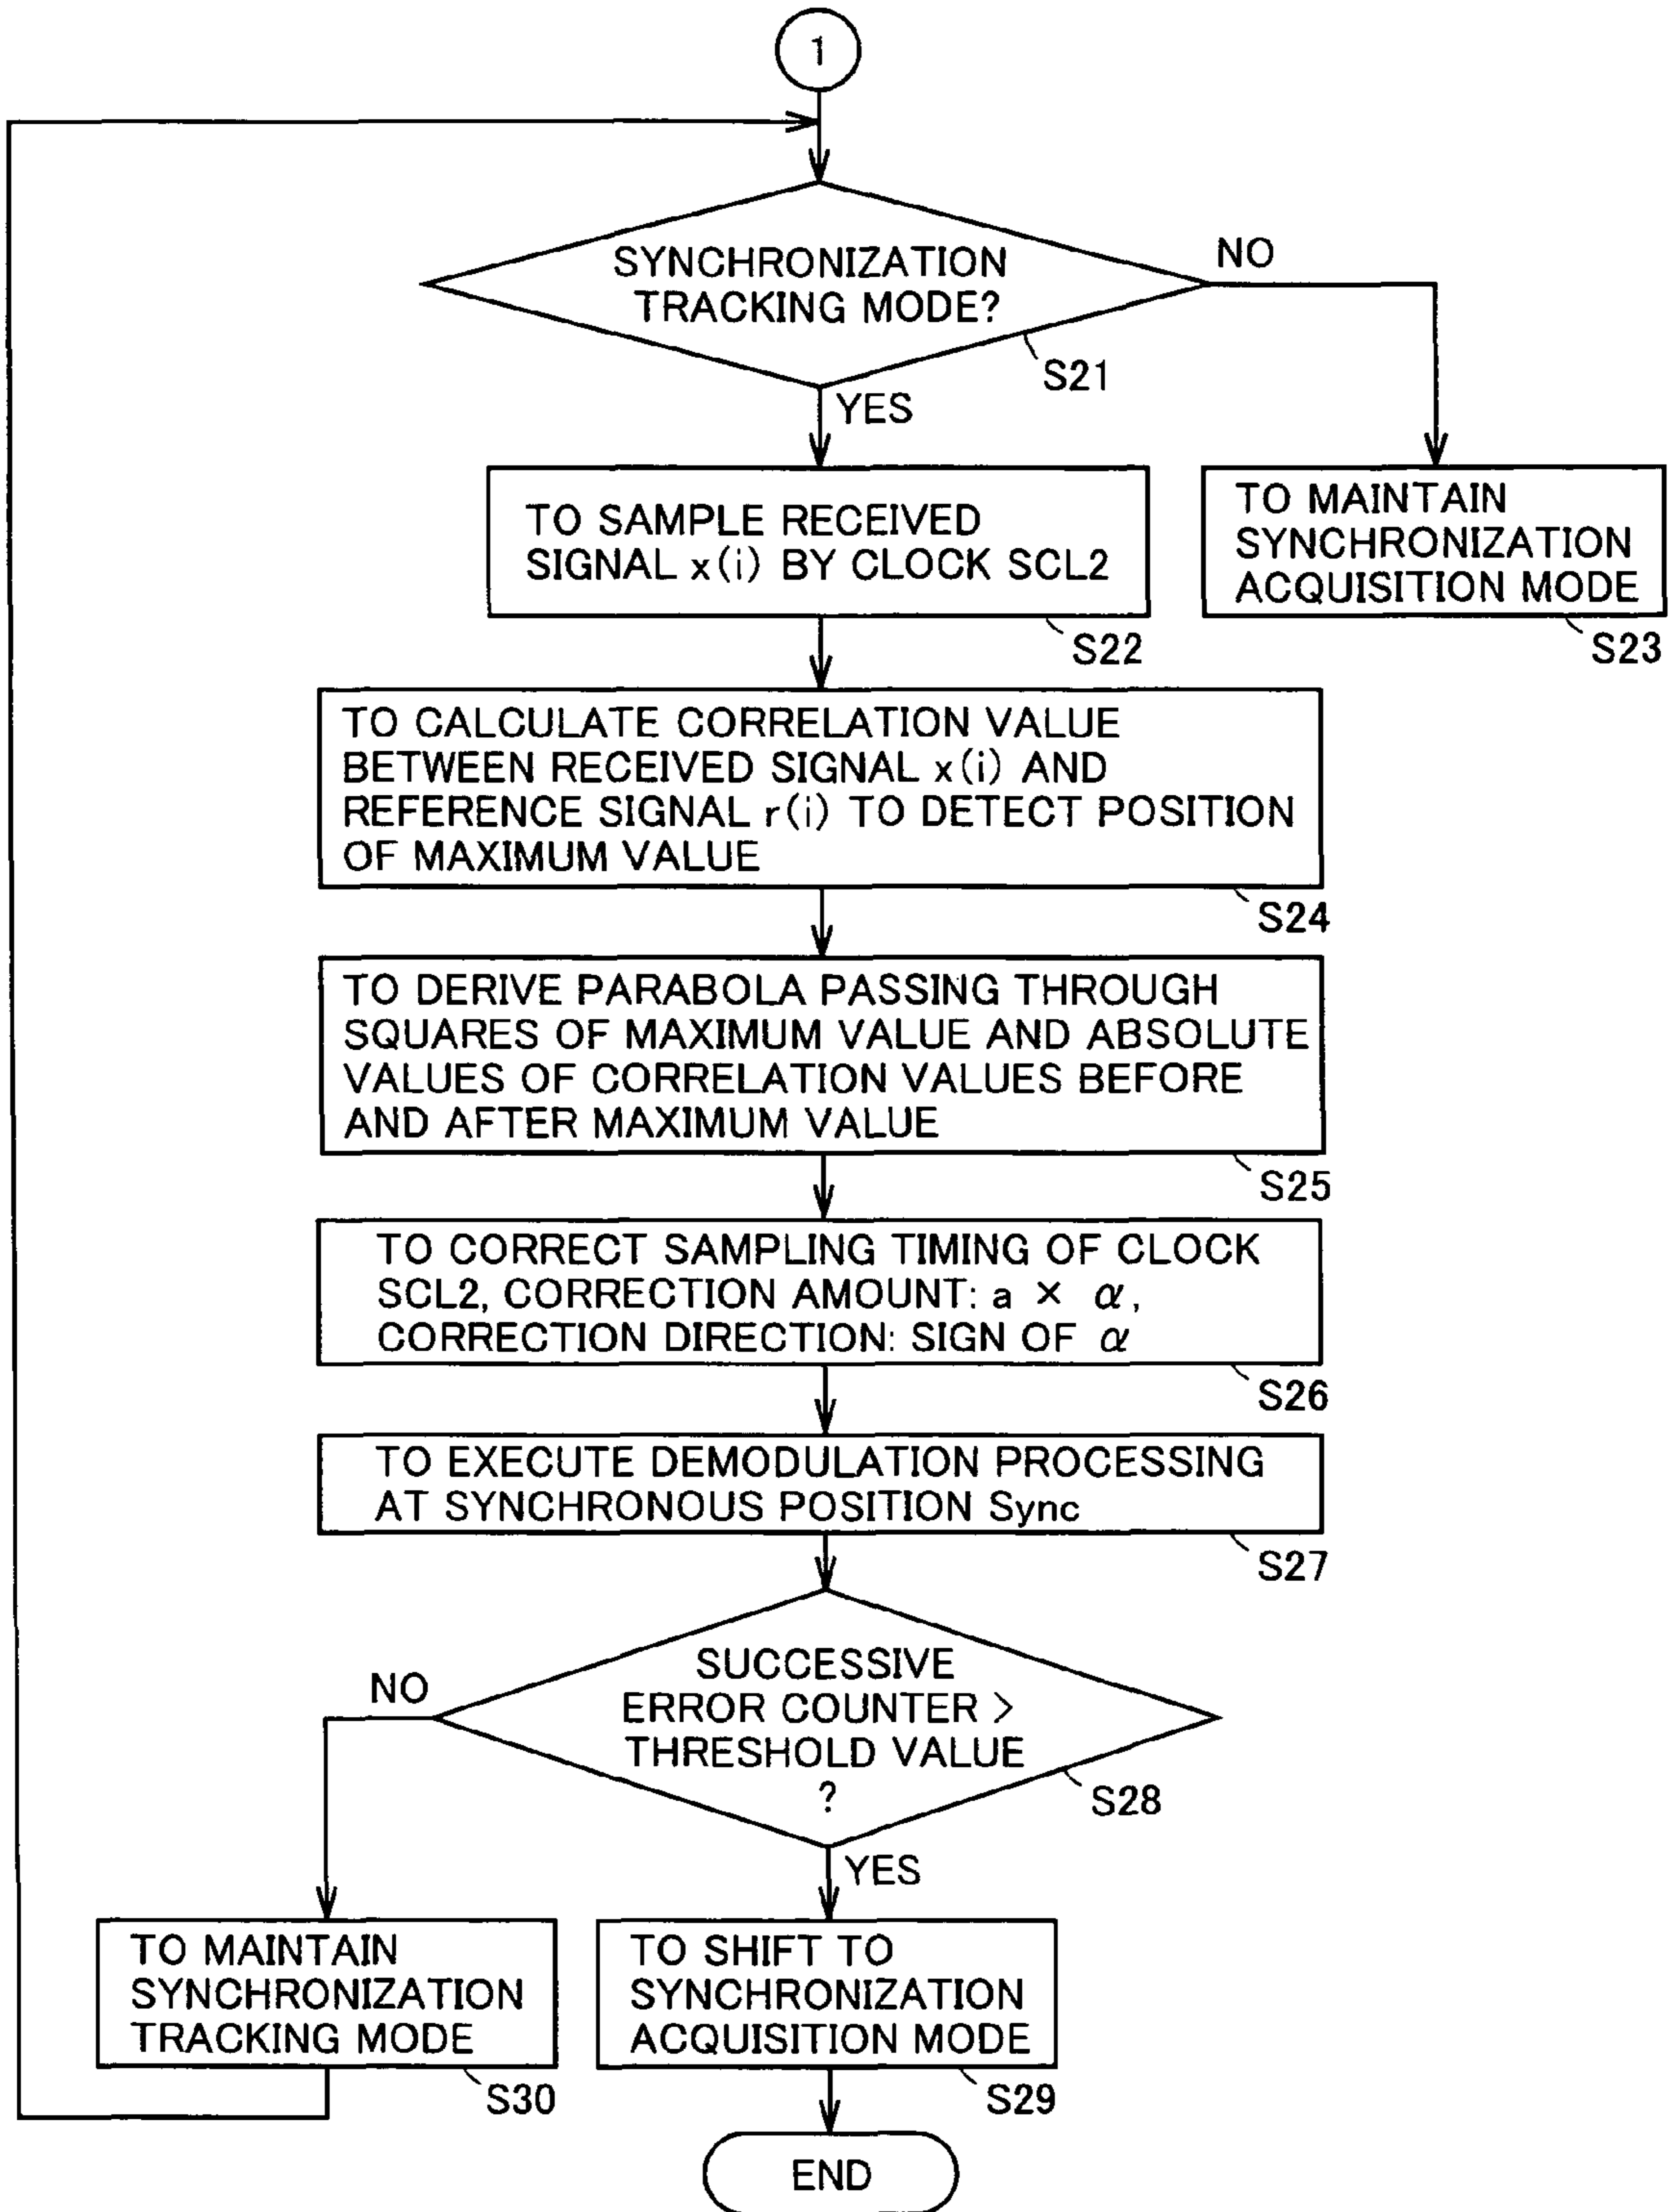 1
SYNCHRONIZATION
TRACKING MODE?
NO
S21
YES
TO SAMPLE RECEIVED
SIGNAL x(i) BY CLOCK SCL2
S22
TO MAINTAIN
SYNCHRONIZATION
ACQUISITION MODE
S23
TO CALCULATE CORRELATION VALUE
BETWEEN RECEIVED SIGNAL x(i) AND
REFERENCE SIGNAL r(i) TO DETECT POSITION
OF MAXIMUM VALUE
S24
TO DERIVE PARABOLA PASSING THROUGH
SQUARES OF MAXIMUM VALUE AND ABSOLUTE
VALUES OF CORRELATION VALUES BEFORE
AND AFTER MAXIMUM VALUE
S25
TO CORRECT SAMPLING TIMING OF CLOCK
SCL2, CORRECTION AMOUNT: a × α,
CORRECTION DIRECTION: SIGN OF α
S26
TO EXECUTE DEMODULATION PROCESSING
AT SYNCHRONOUS POSITION Sync
S27
SUCCESSIVE
ERROR COUNTER >
THRESHOLD VALUE
?
NO
S28
YES
TO MAINTAIN
SYNCHRONIZATION
TRACKING MODE
S30
TO SHIFT TO
SYNCHRONIZATION
ACQUISITION MODE
S29
END